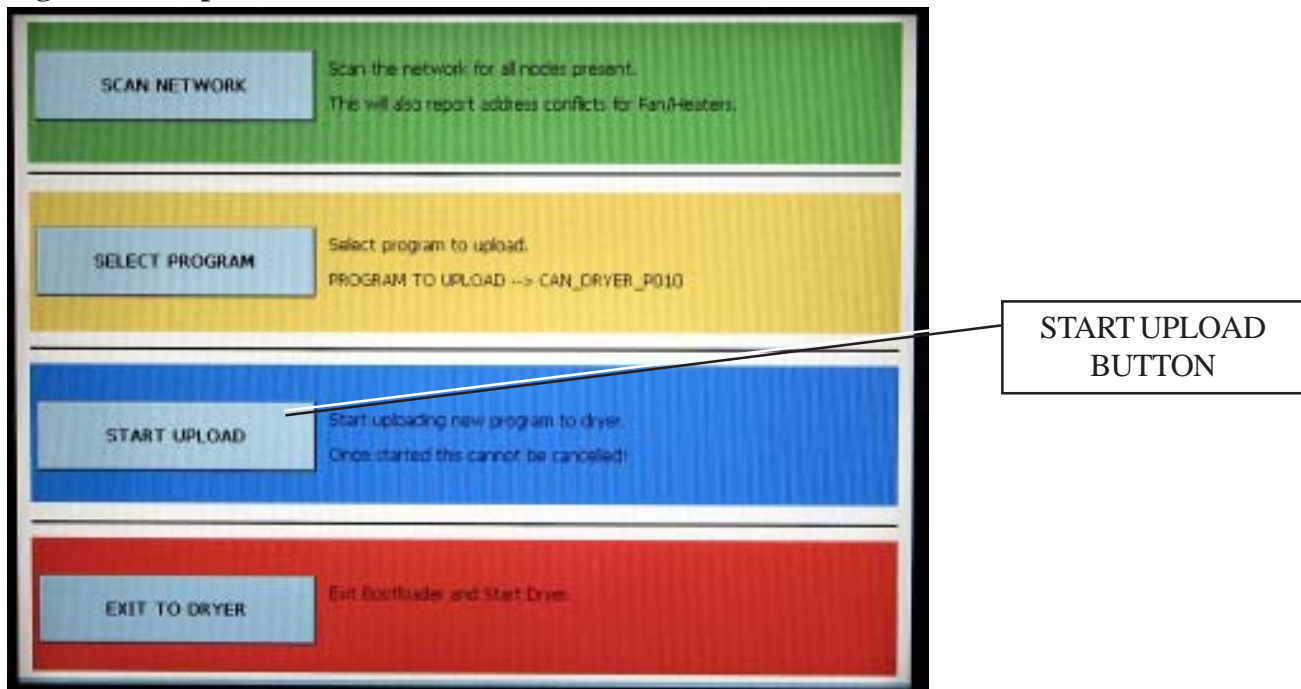 SCAN NETWORK
Scan the network for all nodes present.
This will also report address conflicts for Fan/Heaters.
SELECT PROGRAM
Select program to upload.
PROGRAM TO UPLOAD --> CAN_DRYER_P010
START UPLOAD
Start uploading new program to dryer.
Once started this cannot be cancelled!
EXIT TO DRYER
Exit Bootloader and Start Dryer.
START UPLOAD
BUTTON